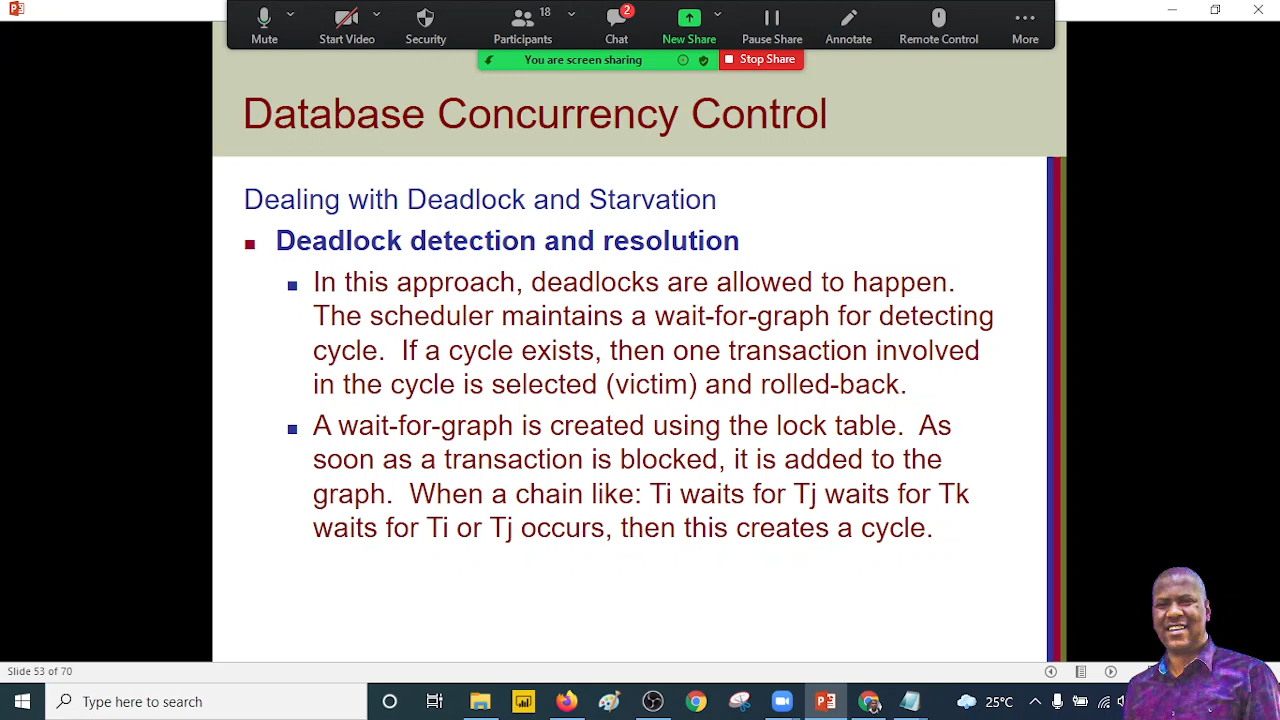 18
2
Mute
Start Video
Security
Participants
Chat
New Share
Pause Share
Annotate
Remote Control
More
You are screen sharing
Stop Share
Database Concurrency Control
Dealing with Deadlock and Starvation
Deadlock detection and resolution
In this approach, deadlocks are allowed to happen.
The scheduler maintains a wait-for-graph for detecting
cycle.  If a cycle exists, then one transaction involved
in the cycle is selected (victim) and rolled-back.
A wait-for-graph is created using the lock table.  As
soon as a transaction is blocked, it is added to the
graph.  When a chain like: Ti waits for Tj waits for Tk
waits for Ti or Tj occurs, then this creates a cycle.
Slide 53 of 70
Type here to search
25°C